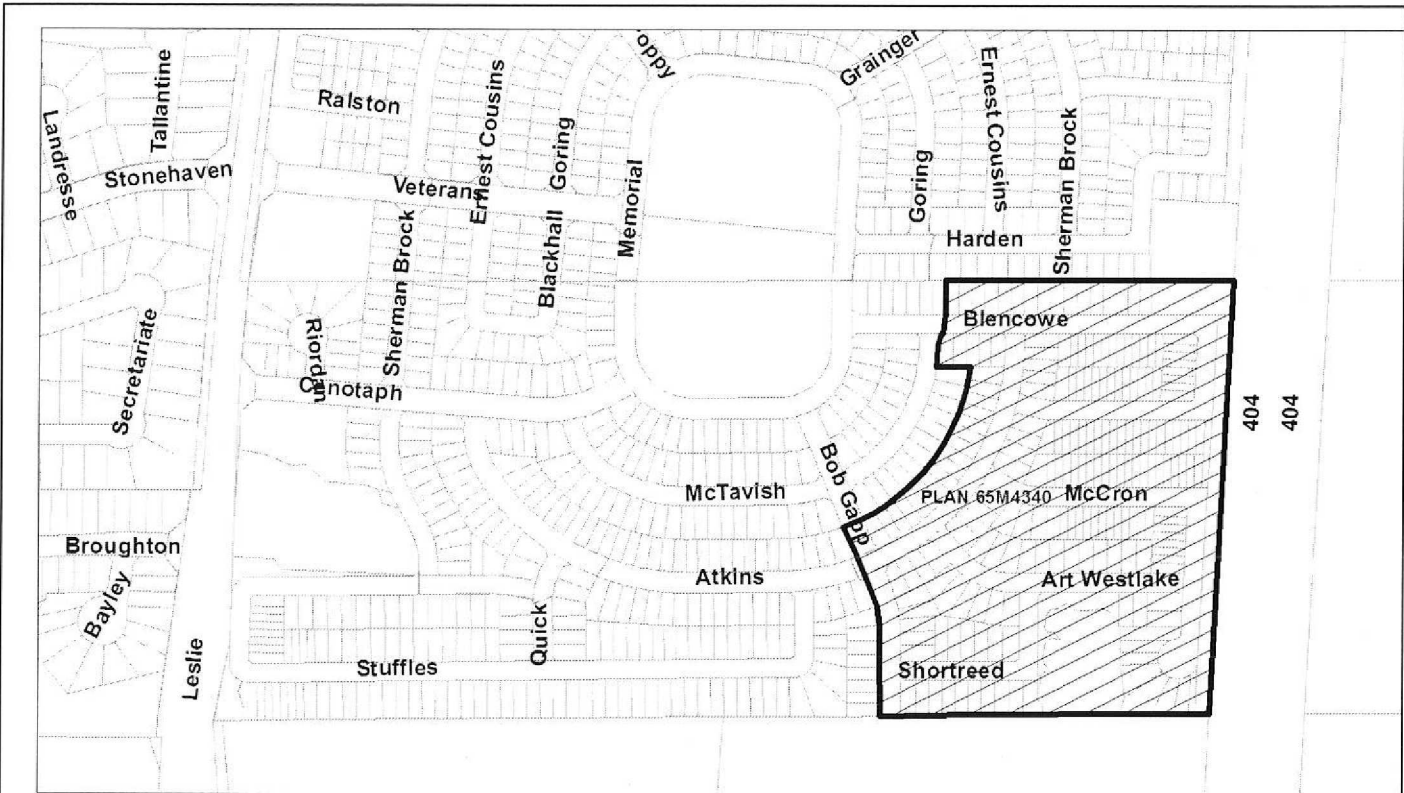 oppy
Grainger
Tallantine
Ralston
Ernest Cousins
Ernest Cousins
Landresse
Goring
Sherman Brock
Stonehaven
Veterans
Goring
Memorial
Harden
Blackhall
Sherman Brock
Blencowe
Riordan
Secretariate
Cenotaph
404
404
Bob Gapp
McTavish
PLAN 65M4340
McCron
Broughton
Atkins
Art Westlake
Bayley
Quick
Leslie
Stuffles
Shortreed